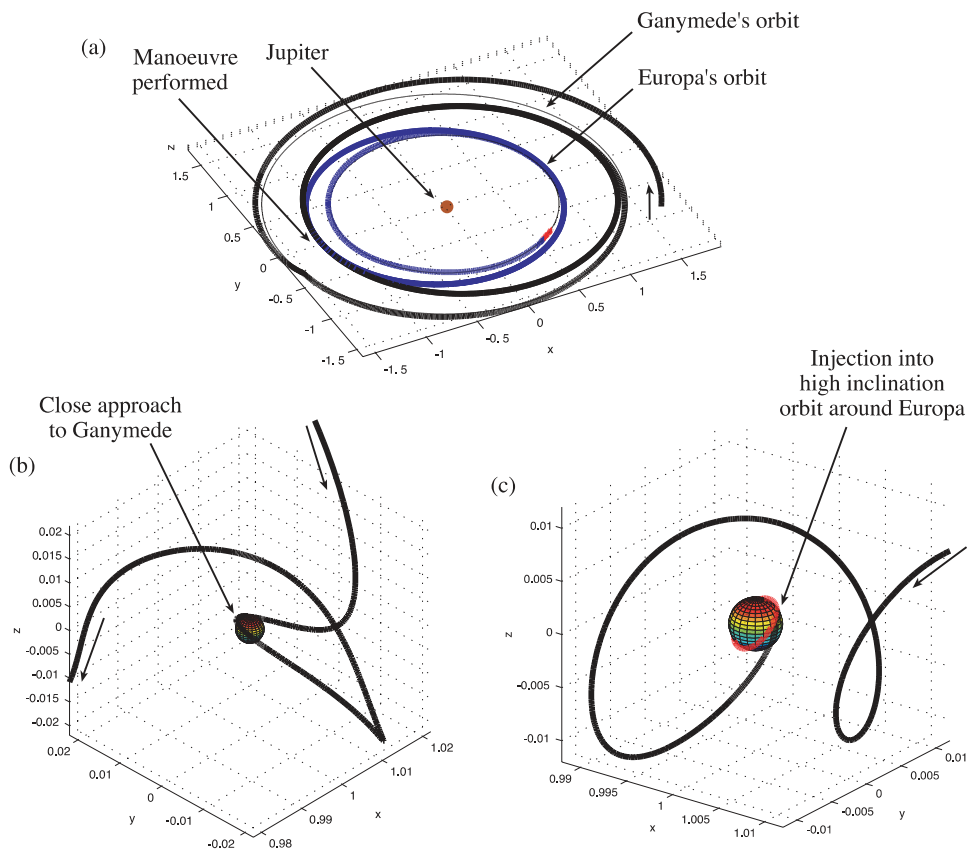 (a)
Manoeuvre
performed
Jupiter
Ganymede's orbit
Europa's orbit
z
1.5
1
0.5
0
-0. 5
-1
-1. 5
y
-1. 5
-1
-0. 5
0
0.5
1
1.5
x
Close approach
to Ganymede
(b)
0.02
0.015
0.01
0.005
0
-0.005
-0.01
-0.015
-0.02
z
0.02
0.01
0
-0.01
-0.02
y
0.98
0.99
1
1.01
1.02
x
Injection into
high inclination
orbit around Europa
(c)
0.01
0.005
0
-0.005
-0.01
z
0.99
0.995
1
1.005
1.01
x
-0.01
-0.005
0
0.005
0.01
y